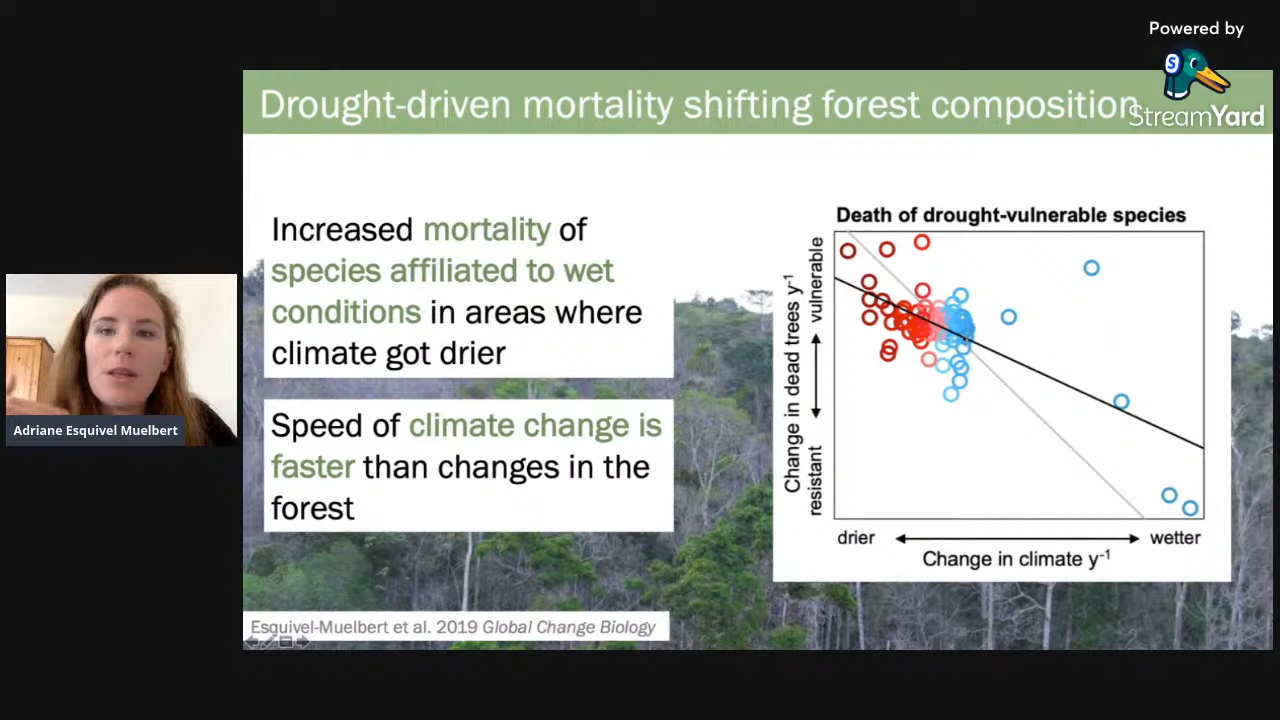 Powered by
StreamYard
Drought-driven mortality shifting forest composition
Increased mortality of
species affiliated to wet
conditions in areas where
climate got drier
Speed of climate change is
faster than changes in the
forest
Death of drought-vulnerable species
Change in dead trees y⁻¹
vulnerable
resistant
drier
wetter
Change in climate y⁻¹
Adriane Esquivel Muelbert
Esquivel-Muelbert et al. 2019 Global Change Biology